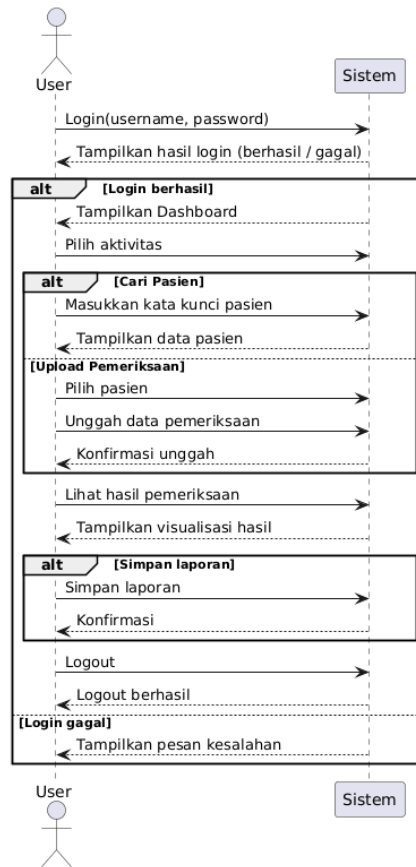 User
Sistem
Login(username, password)
Tampilkan hasil login (berhasil / gagal)
alt [Login berhasil]
Tampilkan Dashboard
Pilih aktivitas
alt [Cari Pasien]
Masukkan kata kunci pasien
Tampilkan data pasien
[Upload Pemeriksaan]
Pilih pasien
Unggah data pemeriksaan
Konfirmasi unggah
Lihat hasil pemeriksaan
Tampilkan visualisasi hasil
alt [Simpan laporan]
Simpan laporan
Konfirmasi
Logout
Logout berhasil
[Login gagal]
Tampilkan pesan kesalahan
User
Sistem